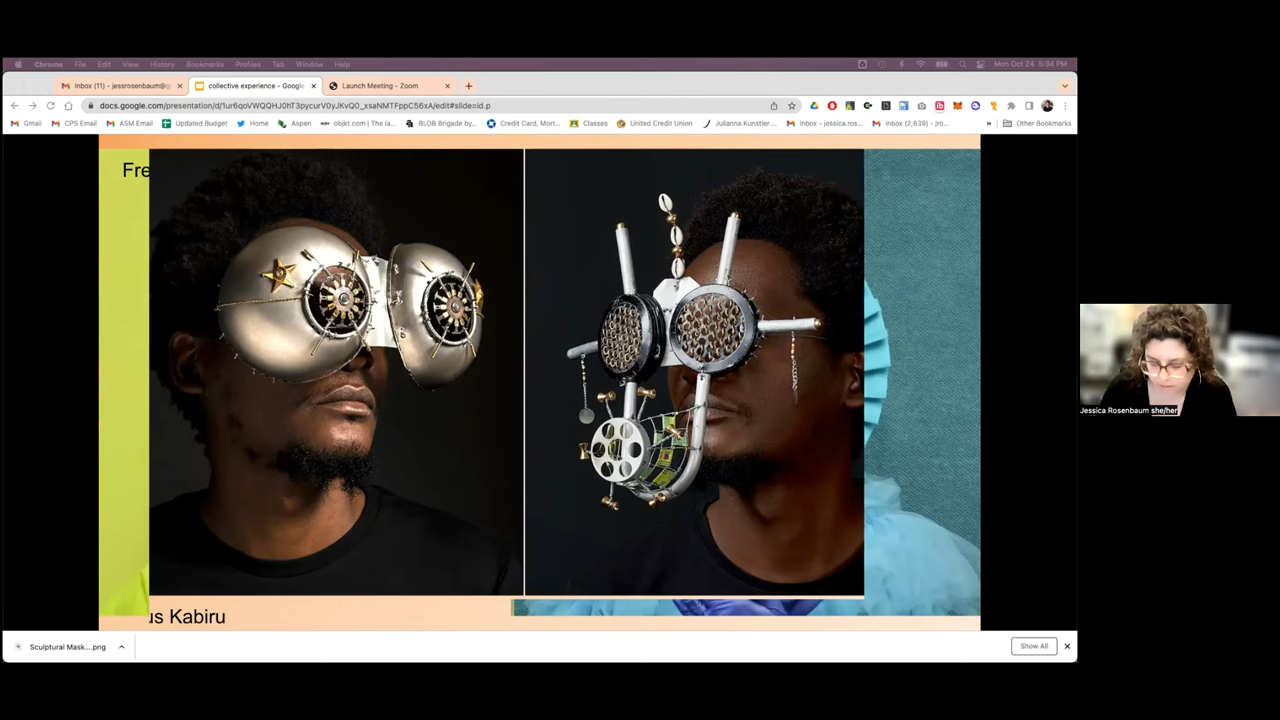 Chrome File Edit View History Bookmarks Profiles Tab Window Help Mon Oct 24 5:34 PM
Inbox (11) - jessrosenbaum@g collective experience - Google Launch Meeting - Zoom
docs.google.com/presentation/d/1ur6qoVWQQHJ0hT3pycurV0yJKvQ0_xsaNMTFppC56xA/edit#slide=id.p
Gmail CPS Email ASM Email Updated Budget Home Aspen objkt.com | The la... BLOB Brigade by... Credit Card, Mort... Classes United Credit Union Julianna Kunstler... Inbox - jessica.ros... Inbox (2,639) - jro... » Other Bookmarks
Fre
us Kabiru
Jessica Rosenbaum she/her
Sculptural Mask....png Show All